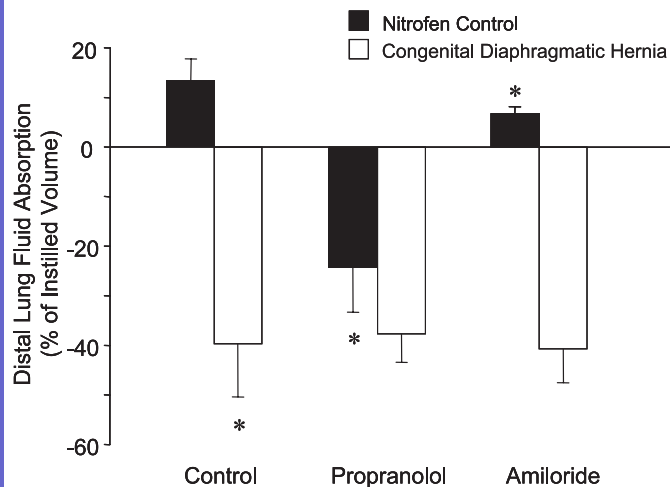 Nitrofen Control
Congenital Diaphragmatic Hernia
Distal Lung Fluid Absorption
(% of Instilled Volume)
20
0
-20
-40
-60
*
*
*
Control
Propranolol
Amiloride